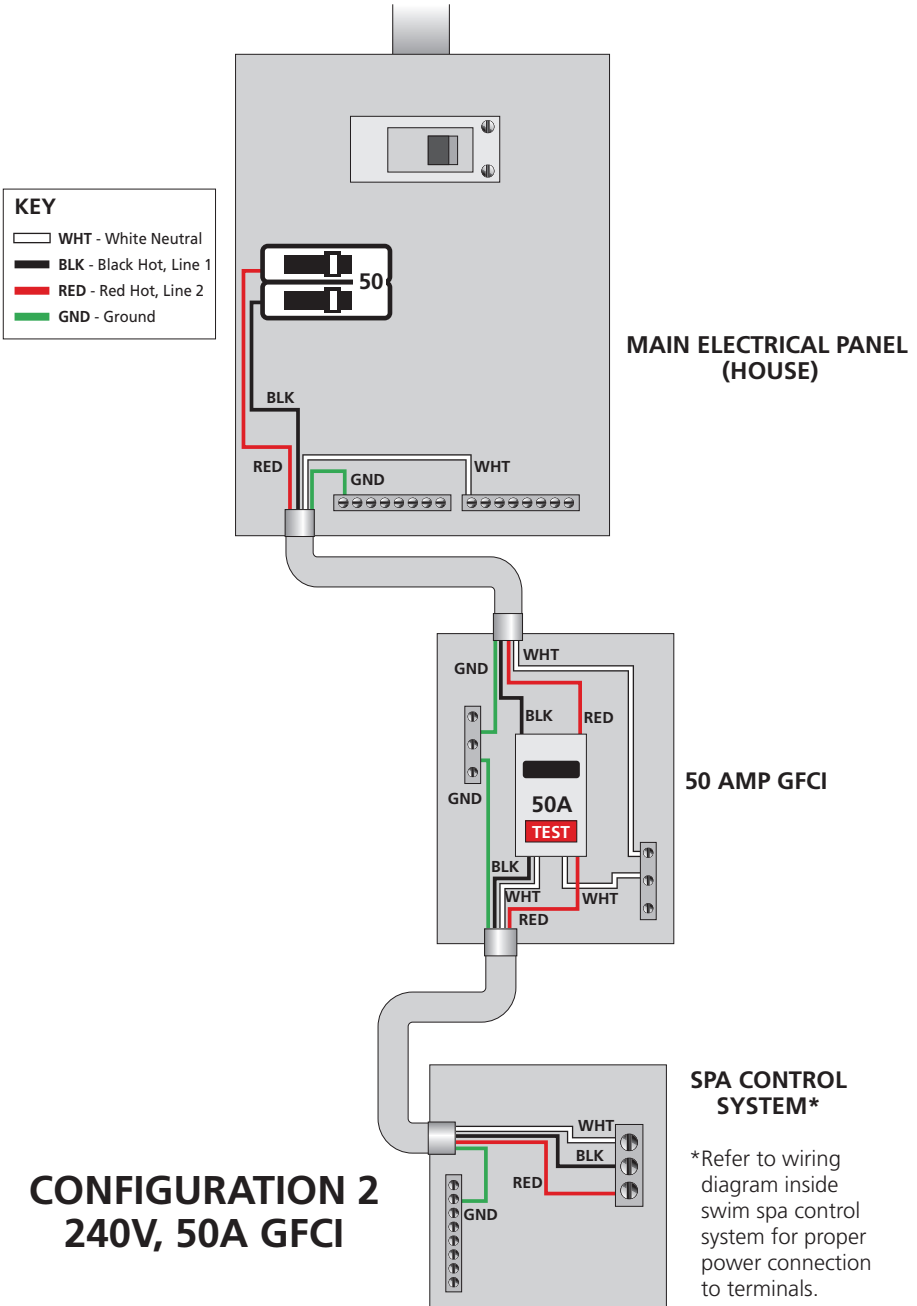 KEY
WHT - White Neutral
BLK - Black Hot, Line 1
RED - Red Hot, Line 2
GND - Ground
50
MAIN ELECTRICAL PANEL
(HOUSE)
BLK
RED
GND
WHT
WHT
GND
BLK
RED
50A
TEST
GND
50 AMP GFCI
BLK
WHT
WHT
RED
SPA CONTROL
SYSTEM*
WHT
BLK
RED
GND
*Refer to wiring
diagram inside
swim spa control
system for proper
power connection
to terminals.
CONFIGURATION 2
240V, 50A GFCI